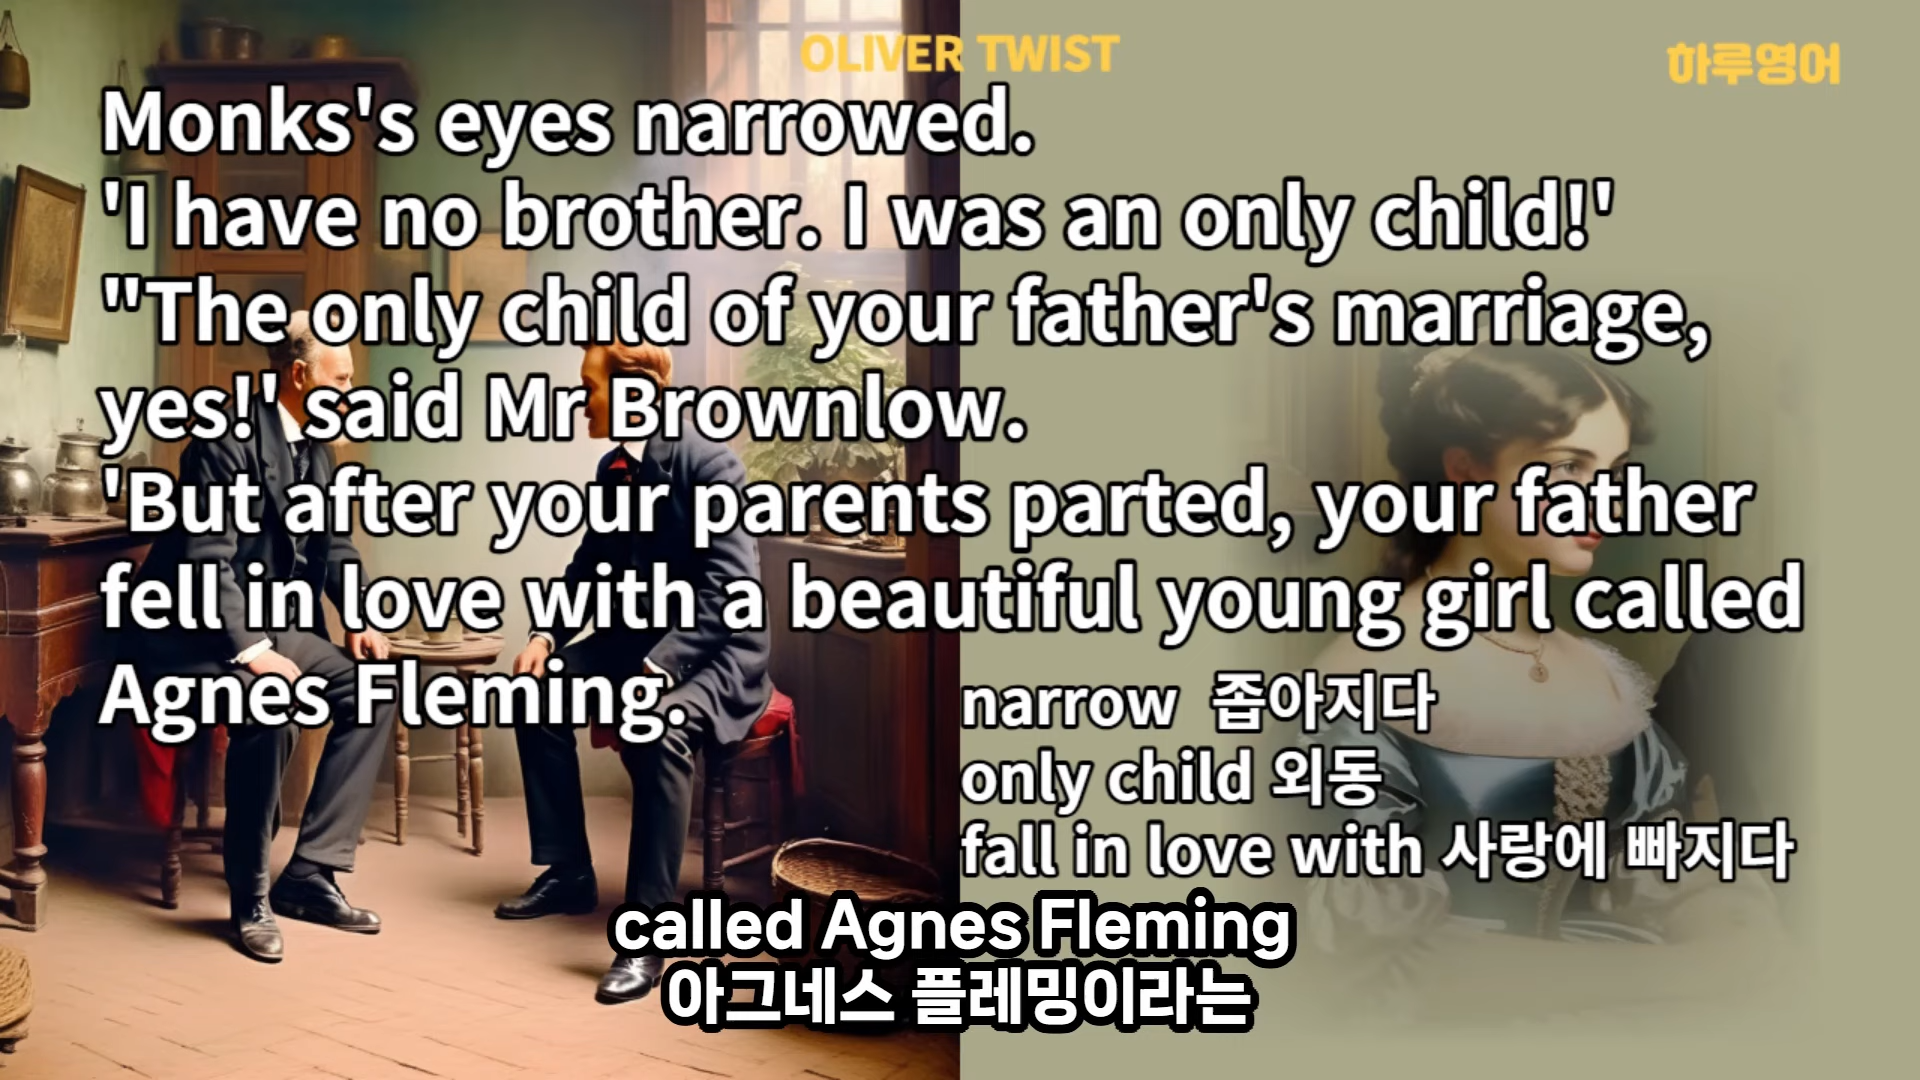 OLIVER TWIST
하루영어
Monks's eyes narrowed.
'I have no brother. I was an only child!'
"The only child of your father's marriage,
yes!' said Mr Brownlow.
'But after your parents parted, your father
fell in love with a beautiful young girl called
Agnes Fleming.
narrow 좁아지다
only child 외동
fall in love with 사랑에 빠지다
called Agnes Fleming
아그네스 플레밍이라는